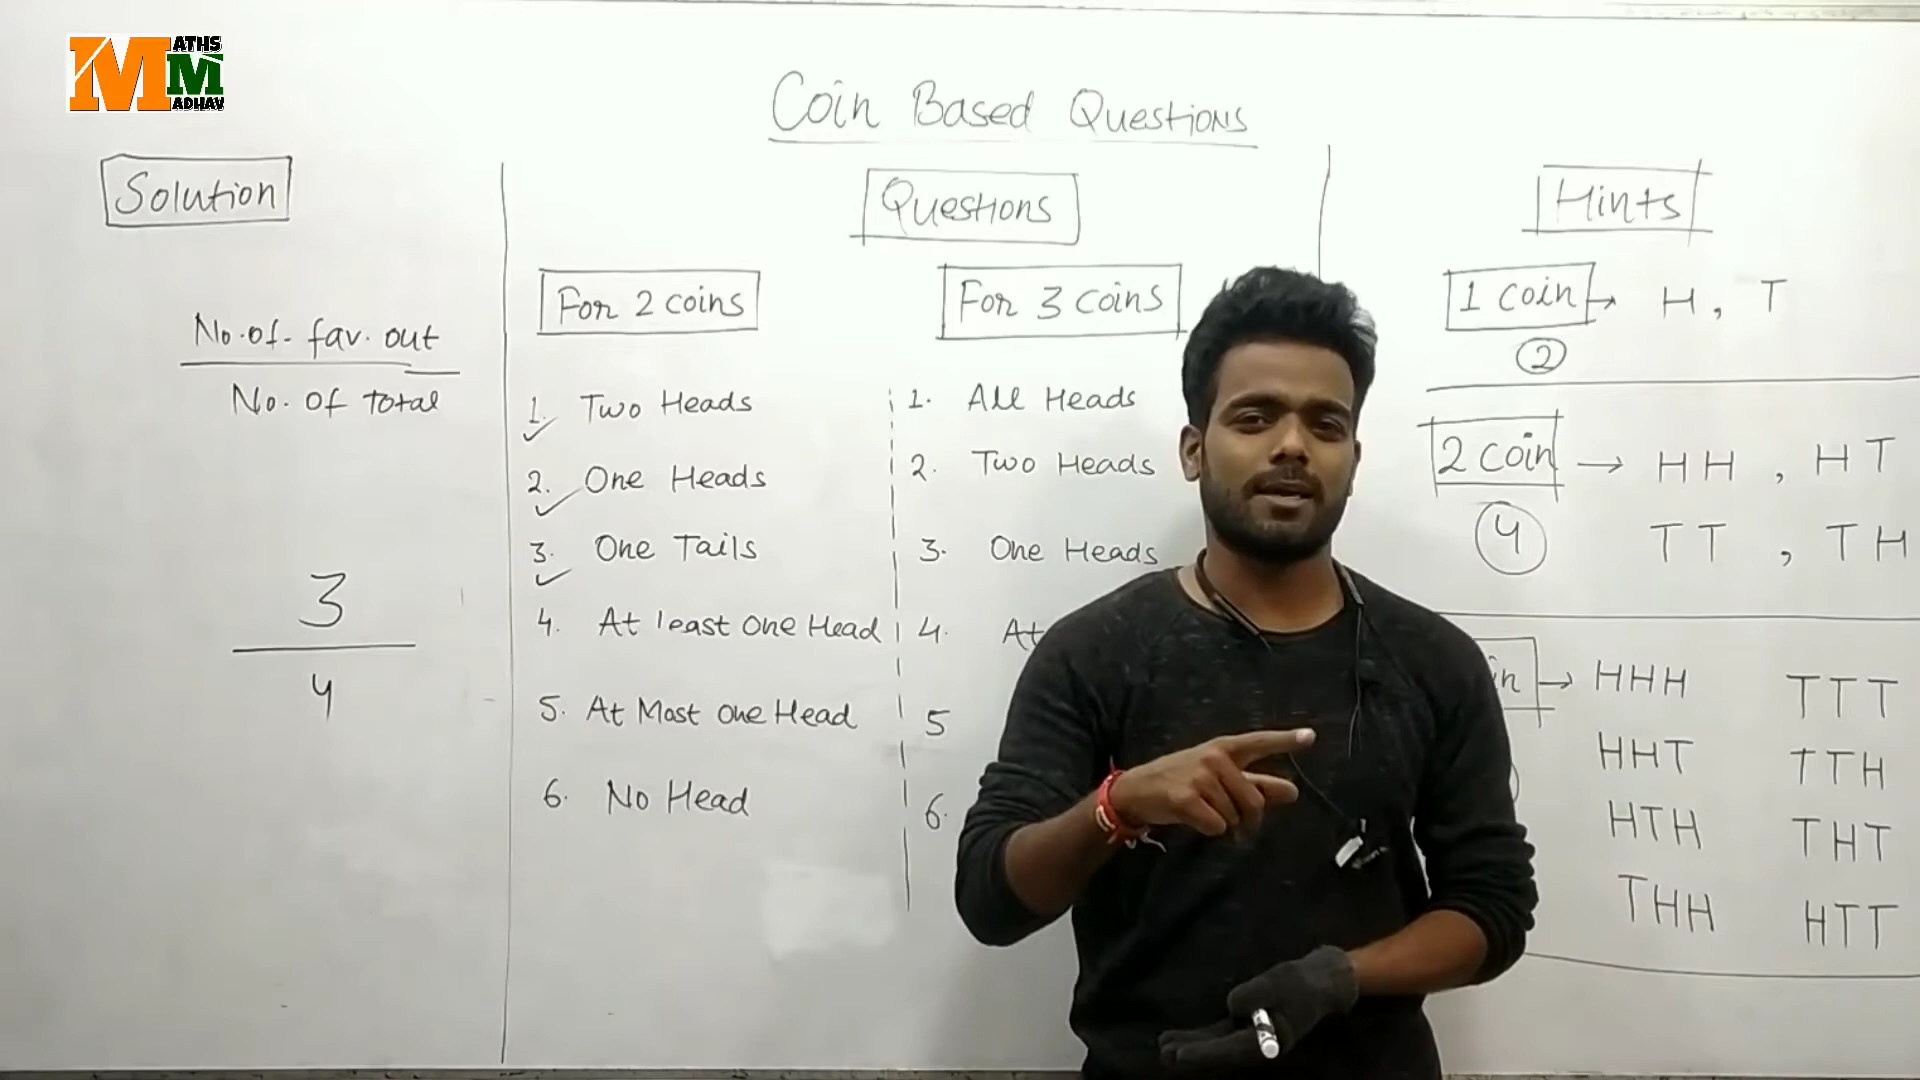 MATHS
MADHAV
Coin Based Questions
Solution
No. of. fav. out
No. of total
3
4
Questions
For 2 coins
1. Two Heads
2. One Heads
3. One Tails
4. At least one Head
5. At Most one Head
6. No Head
For 3 coins
1. All Heads
2. Two Heads
3. One Heads
4. At
5
6.
Hints
1 coin → H, T
2
2 coin → HH, HT
4
TT, TH
in → HHH TTT
HHT TTH
HTH THT
THH HTT